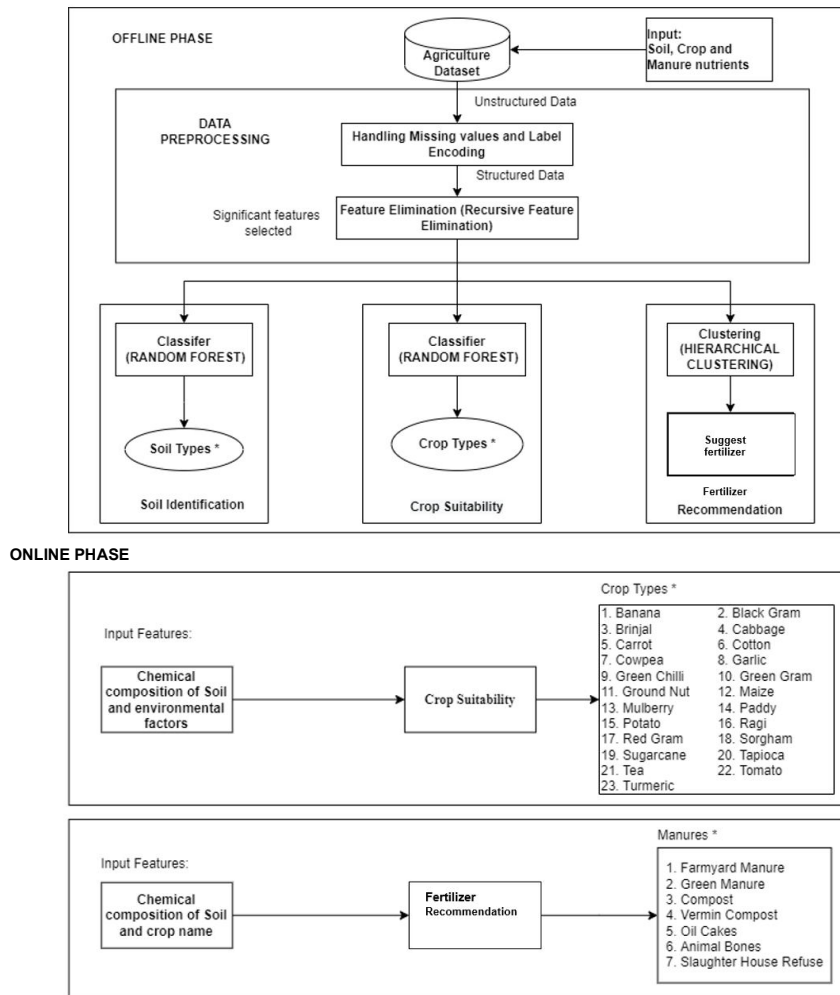 OFFLINE PHASE
Agriculture
Dataset
Input:
Soil, Crop and
Manure nutrients
Unstructured Data
DATA
PREPROCESSING
Handling Missing values and Label
Encoding
Structured Data
Significant features
selected
Feature Elimination (Recursive Feature
Elimination)
Classifer
(RANDOM FOREST)
Classifier
(RANDOM FOREST)
Clustering
(HIERARCHICAL
CLUSTERING)
Soil Types *
Crop Types *
Suggest
fertilizer
Soil Identification
Crop Suitability
Fertilizer
Recommendation
ONLINE PHASE
Crop Types *
Input Features:
Chemical
composition of Soil
and environmental
factors
Crop Suitability
1. Banana 2. Black Gram
3. Brinjal 4. Cabbage
5. Carrot 6. Cotton
7. Cowpea 8. Garlic
9. Green Chilli 10. Green Gram
11. Ground Nut 12. Maize
13. Mulberry 14. Paddy
15. Potato 16. Ragi
17. Red Gram 18. Sorgham
19. Sugarcane 20. Tapioca
21. Tea 22. Tomato
23. Turmeric
Manures *
Input Features:
Chemical
composition of Soil
and crop name
Fertilizer
Recommendation
1. Farmyard Manure
2. Green Manure
3. Compost
4. Vermin Compost
5. Oil Cakes
6. Animal Bones
7. Slaughter House Refuse